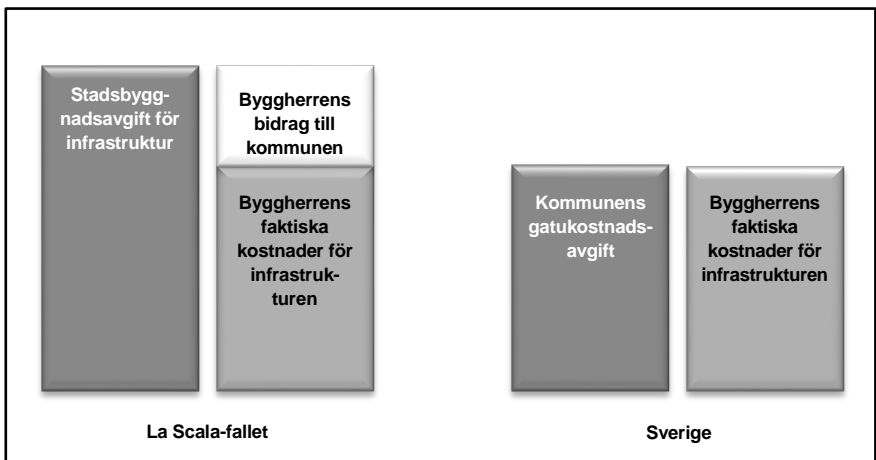 Stadsbygg-
nadsavgift för
infrastruktur
Byggherrens
bidrag till
kommunen
Byggherrens
faktiska
kostnader för
infrastruk-
turen
Kommunens
gatukostnads-
avgift
Byggherrens
faktiska
kostnader för
infrastrukturen
La Scala-fallet
Sverige